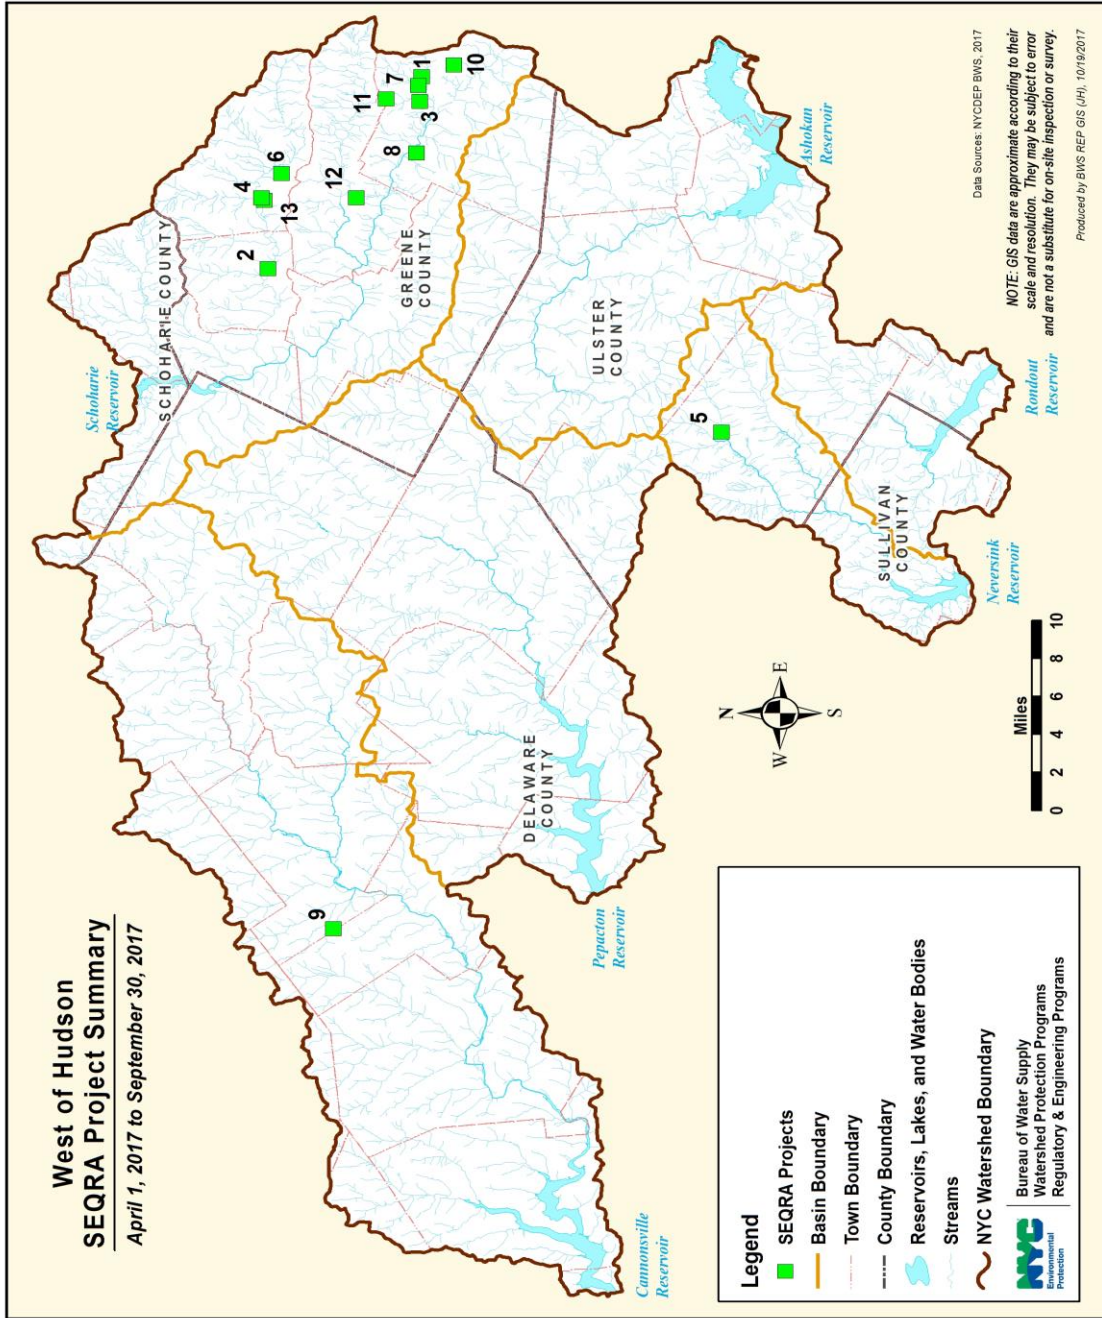 West of Hudson
SEQRA Project Summary
April 1, 2017 to September 30, 2017
Schoharie
Reservoir
SCHOHARIE COUNTY
2
4
13
6
12
11
7
1
3
8
10
GREENE
COUNTY
9
ULSTER
COUNTY
Ashokan
Reservoir
5
DELAWARE
COUNTY
Pepacton
Reservoir
Cannonsville
Reservoir
SULLIVAN
COUNTY
Neversink
Reservoir
Rondout
Reservoir
N
W
E
S
Miles
0 2 4 6 8 10
Legend
SEQRA Projects
Basin Boundary
Town Boundary
County Boundary
Reservoirs, Lakes, and Water Bodies
Streams
NYC Watershed Boundary
NYC
Environmental
Protection
Bureau of Water Supply
Watershed Protection Programs
Regulatory & Engineering Programs
Data Sources: NYCDEP BWS, 2017
NOTE: GIS data are approximate according to their
scale and resolution. They may be subject to error
and are not a substitute for on-site inspection or survey.
Produced by BWS REP GIS (JH), 10/19/2017